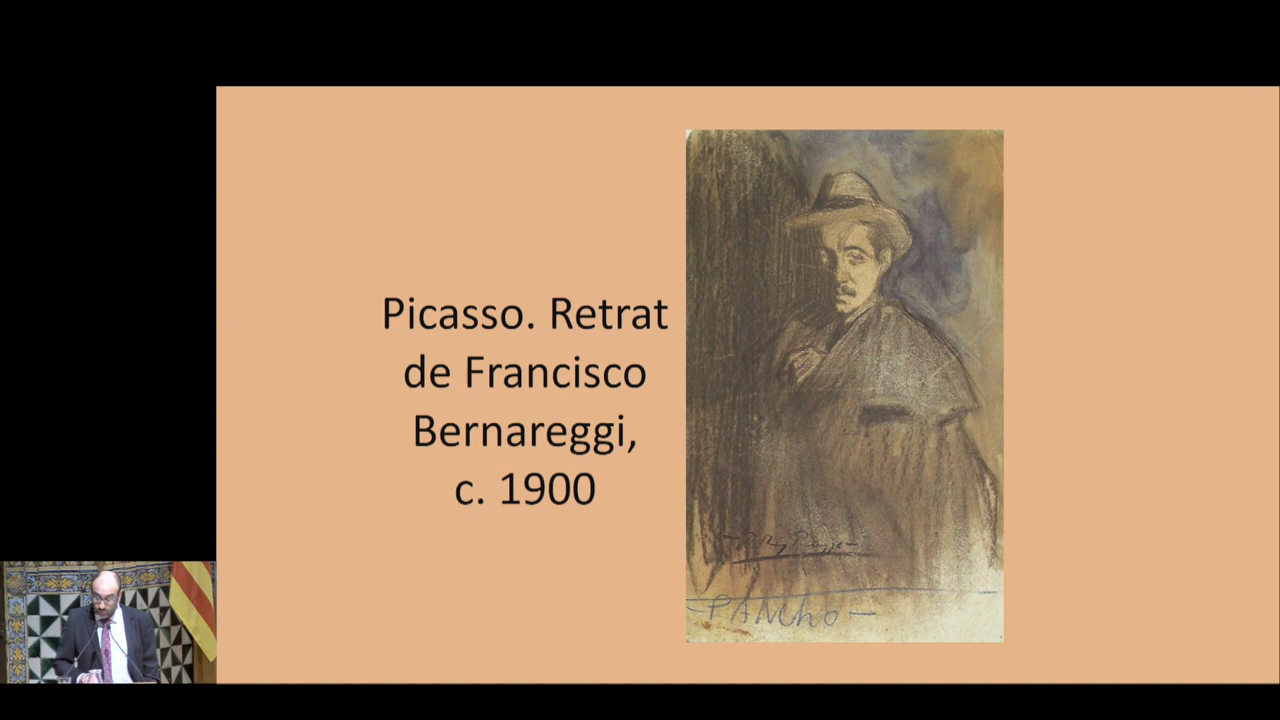 Picasso. Retrat
de Francisco
Bernareggi,
c. 1900
-PANcho-